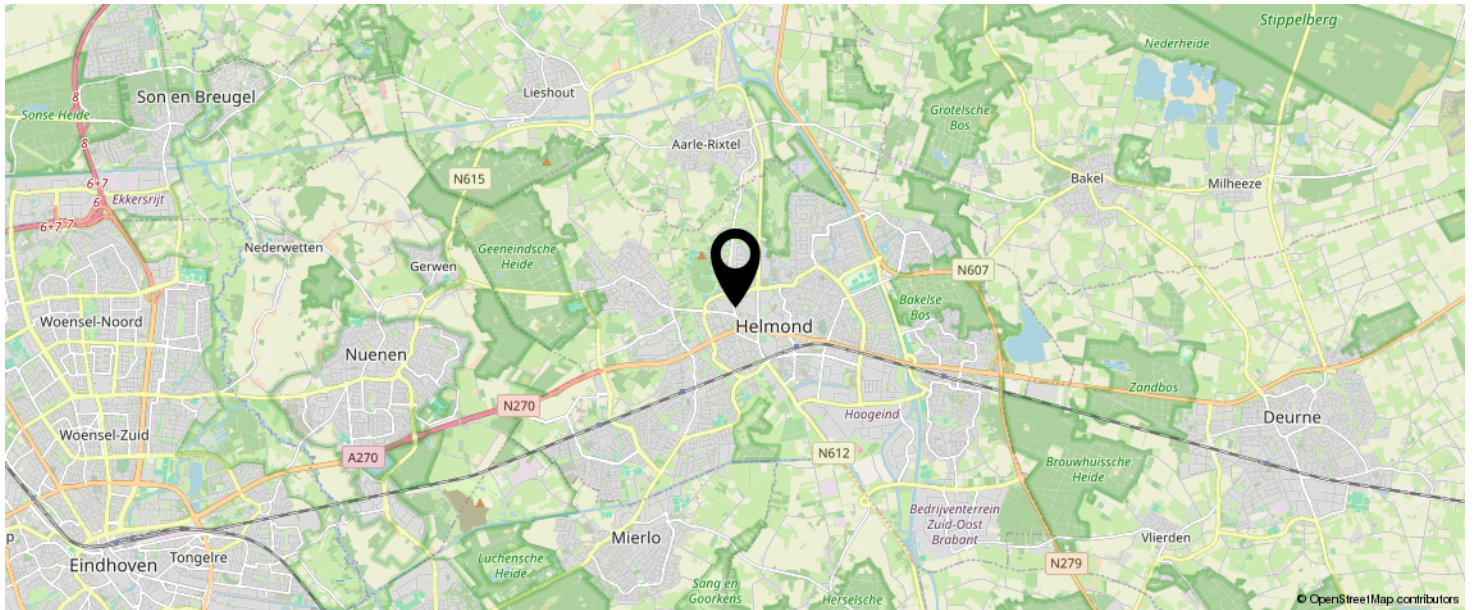 Stippelberg
Nederheide
Son en Breugel
8
Lieshout
Sonse Heide
Grotelsche
Bos
8
Aarle-Rixtel
N615
6+7
Bakel
Milheeze
Ekkersrijt
6
6+7
7
Nederwetten
Geeneindsche
Heide
Gerwen
N607
Bakelse
Bos
Woensel-Noord
Helmond
Nuenen
Zandbos
N270
Hoogeind
Deurne
Woensel-Zuid
A270
N612
Brouwhuissche
Heide
Bedrijventerrein
Zuid-Oost
Brabant
p
Mierlo
Vlierden
Tongelre
Eindhoven
Luchensche
Heide
N279
Sang en
Goorkens
Herselsche
© OpenStreetMap contributors